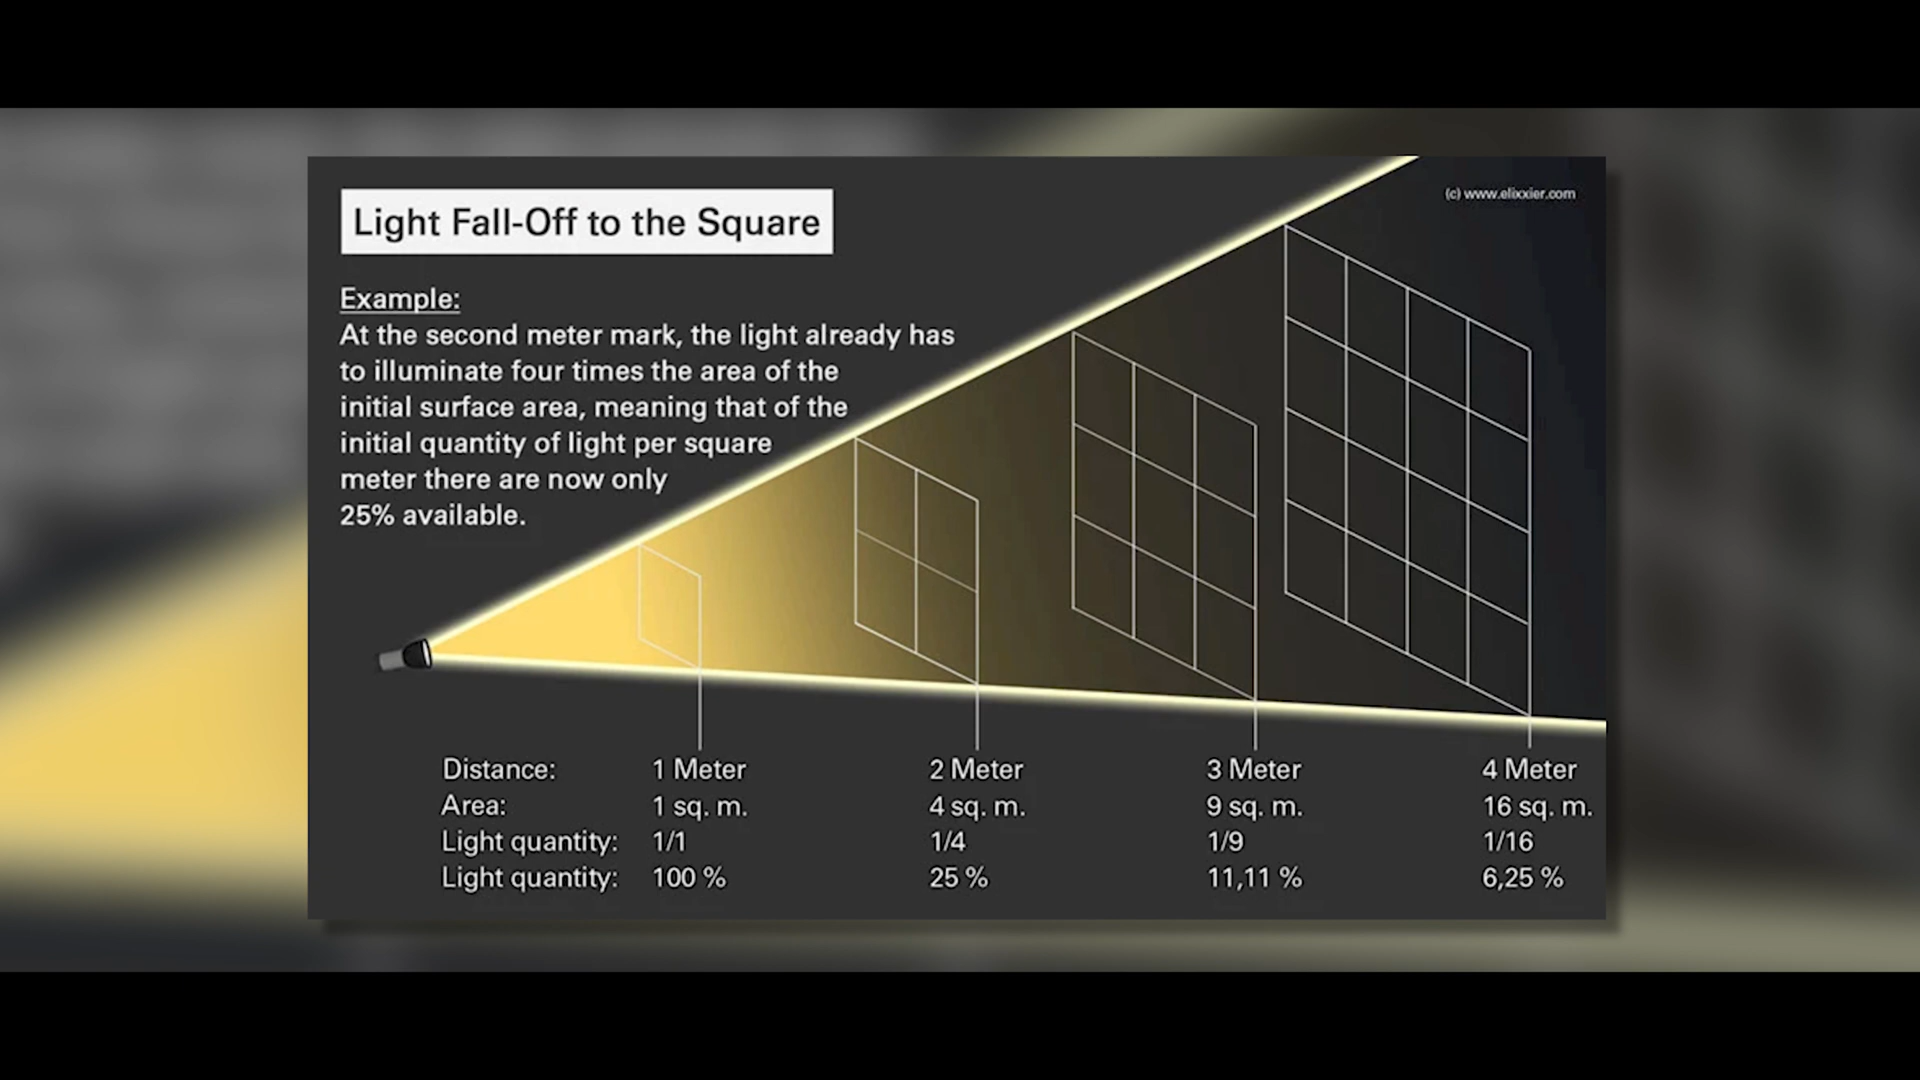 Light Fall-Off to the Square
(c) www.elixxier.com
Example:
At the second meter mark, the light already has
to illuminate four times the area of the
initial surface area, meaning that of the
initial quantity of light per square
meter there are now only
25% available.
Distance: 1 Meter 2 Meter 3 Meter 4 Meter
Area: 1 sq. m. 4 sq. m. 9 sq. m. 16 sq. m.
Light quantity: 1/1 1/4 1/9 1/16
Light quantity: 100 % 25 % 11,11 % 6,25 %